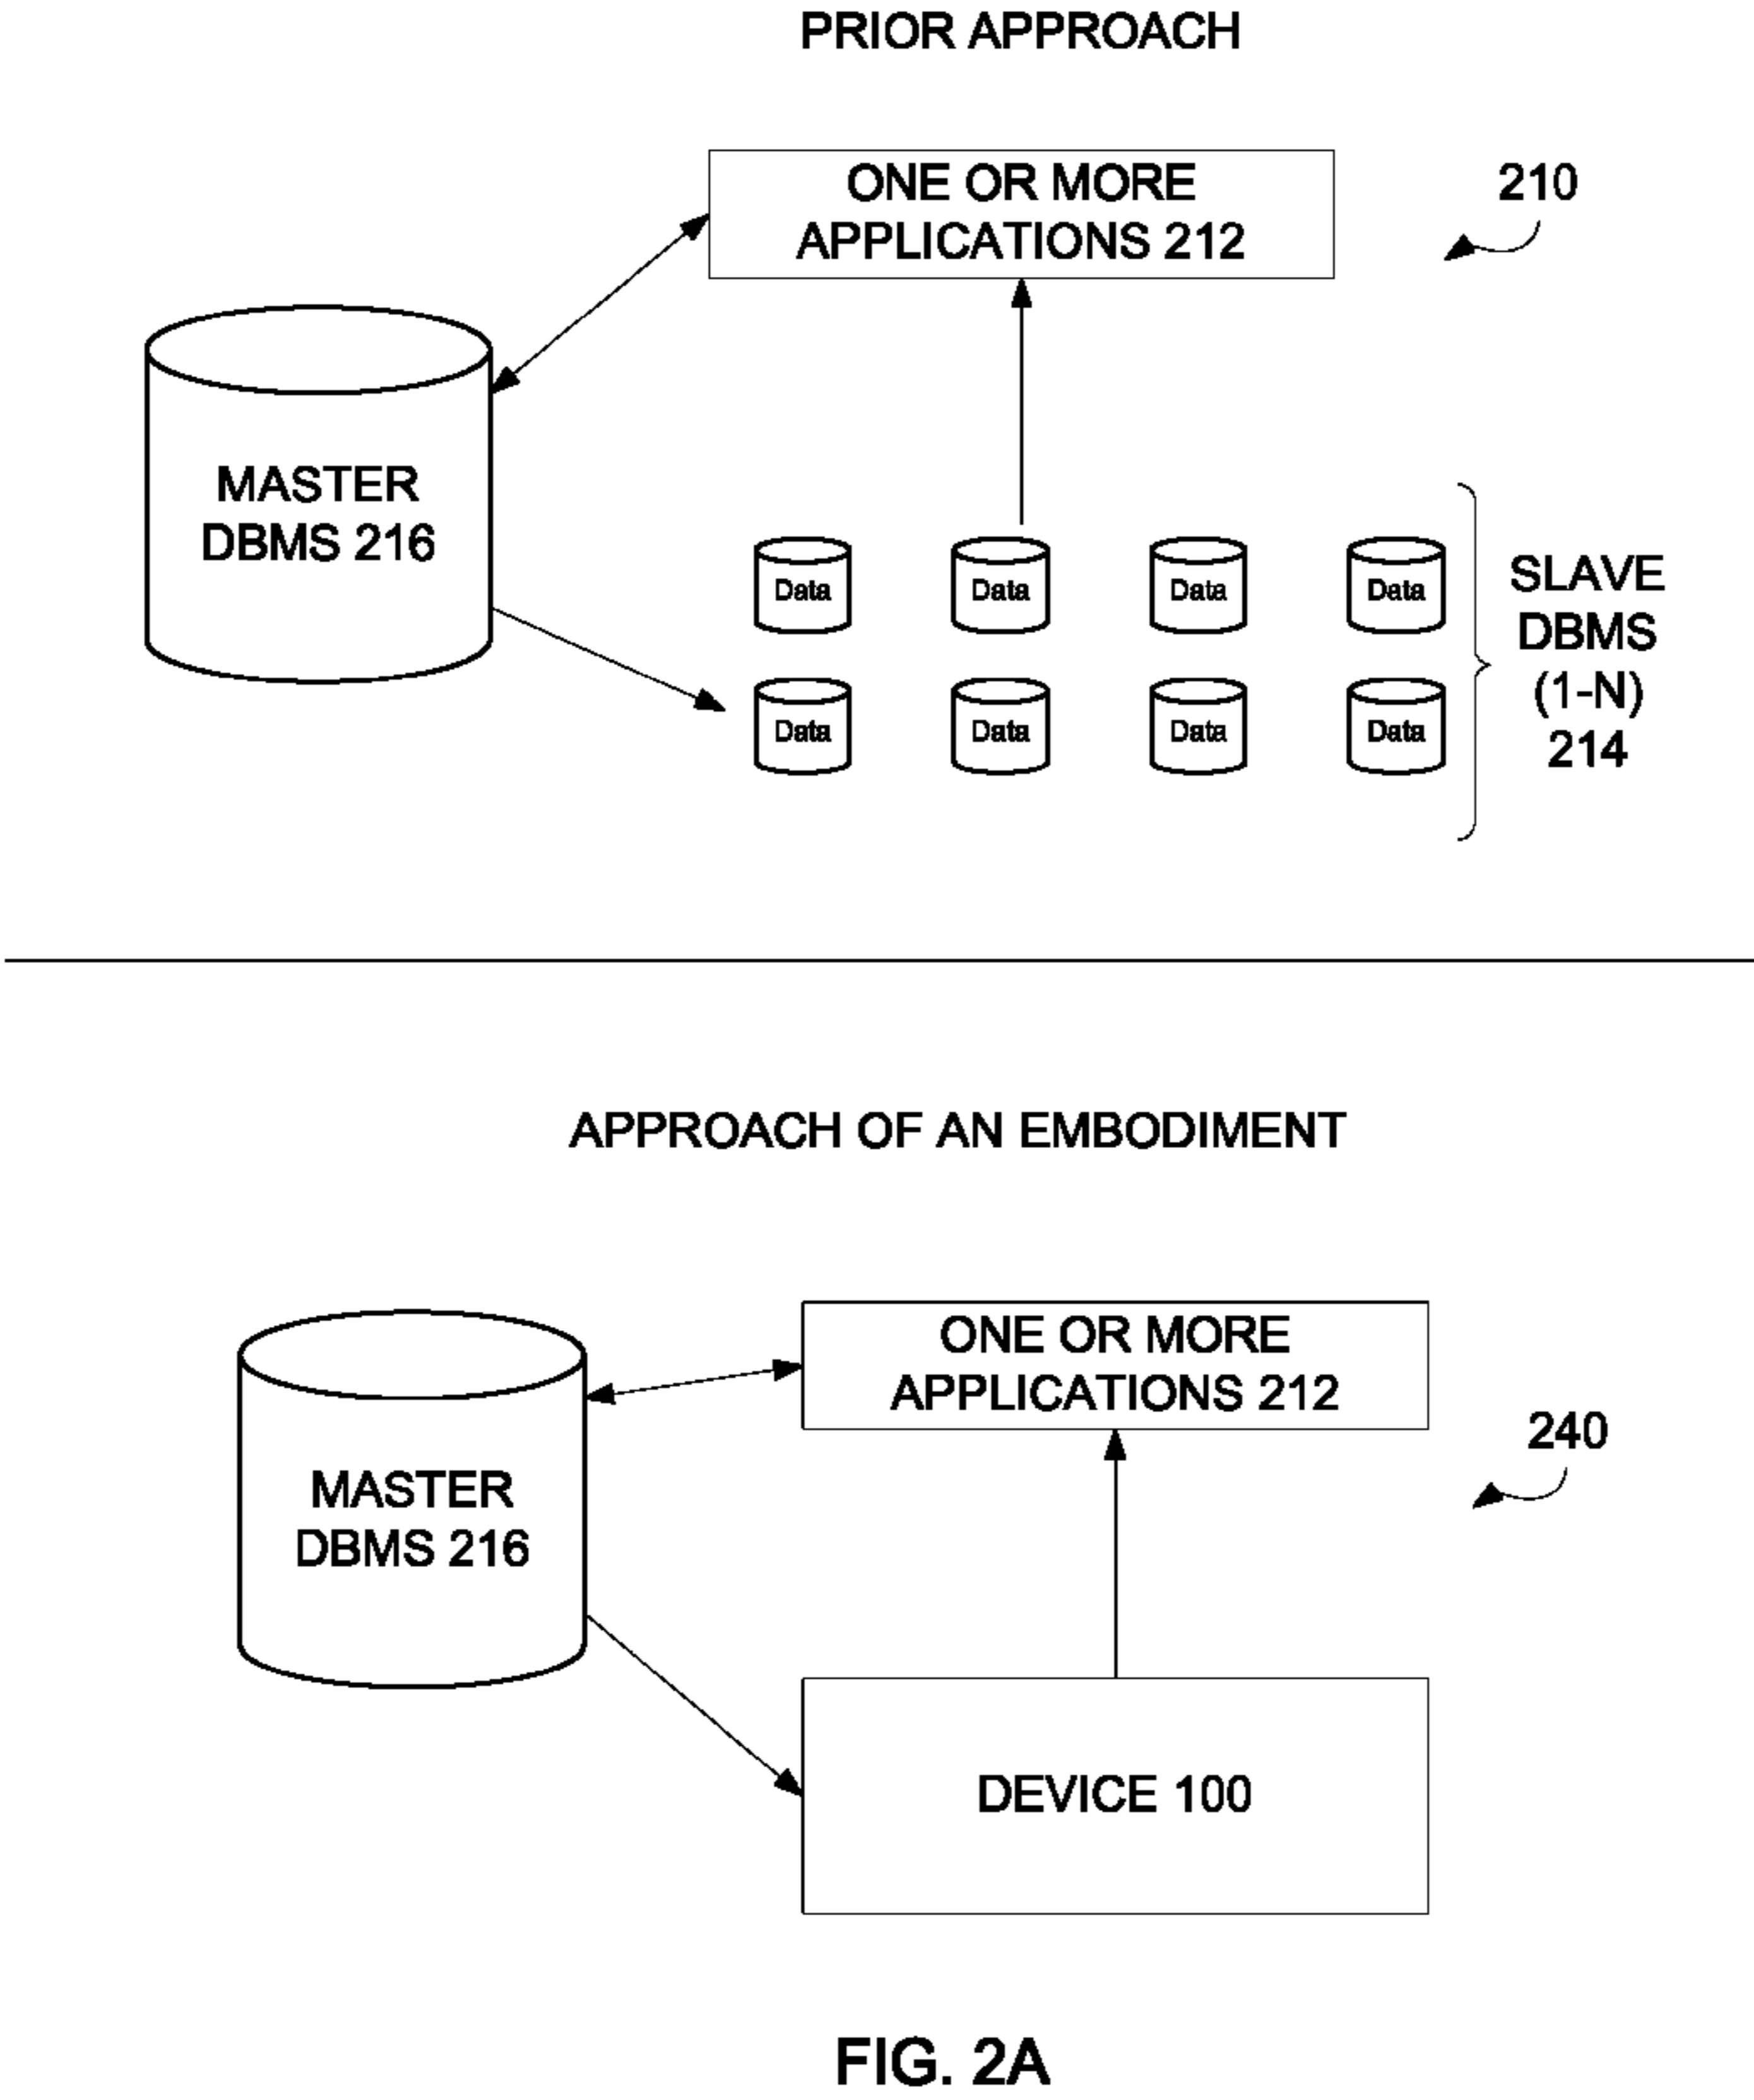 PRIOR APPROACH
ONE OR MORE
APPLICATIONS 212
210
MASTER
DBMS 216
Data
Data
Data
Data
Data
Data
Data
Data
SLAVE
DBMS
(1-N)
214
APPROACH OF AN EMBODIMENT
ONE OR MORE
APPLICATIONS 212
240
MASTER
DBMS 216
DEVICE 100
FIG. 2A